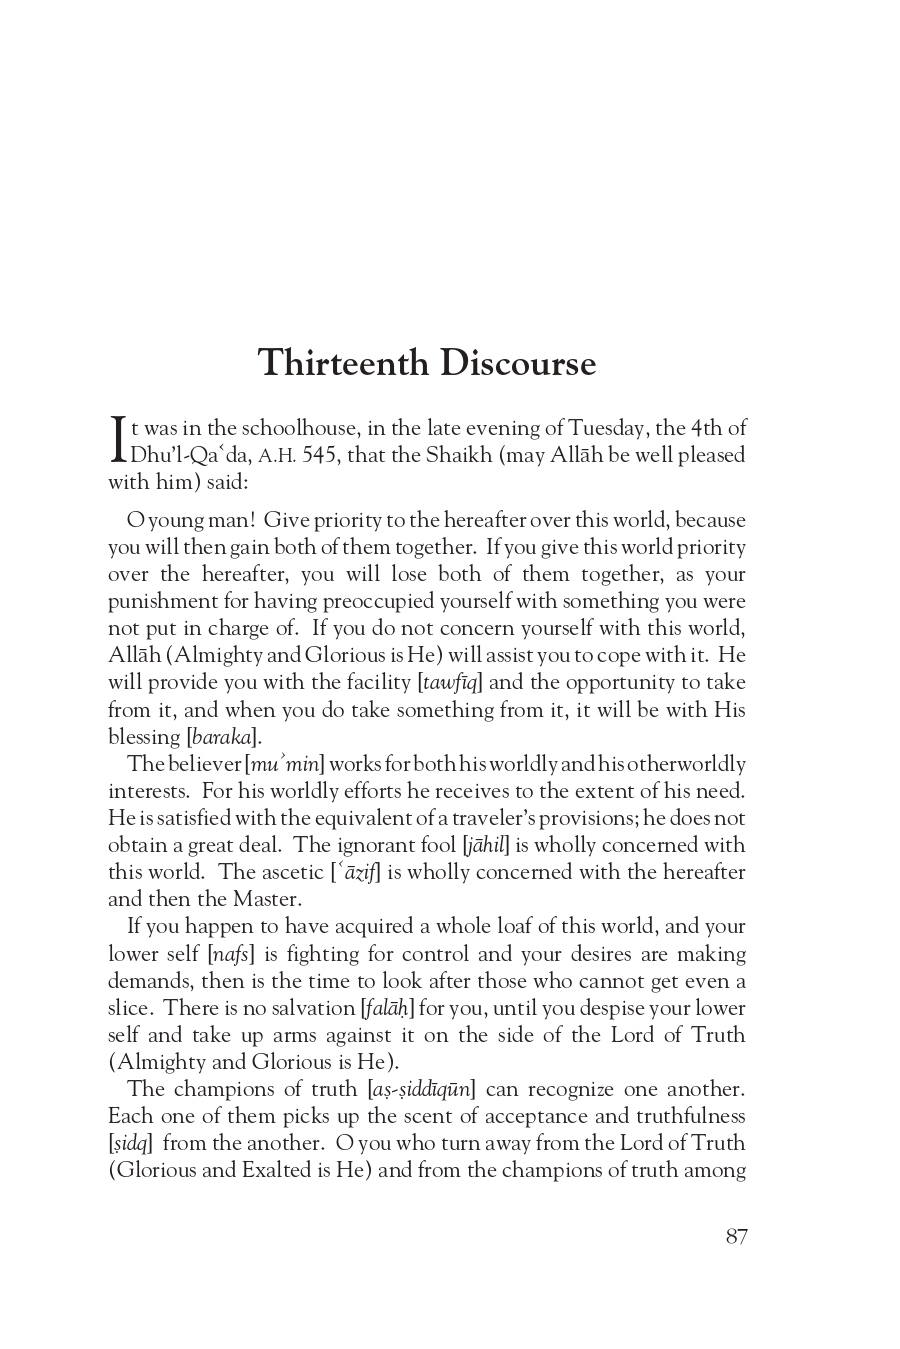 Thirteenth Discourse
It was in the schoolhouse, in the late evening of Tuesday, the 4th of
Dhu’l-Qaʿda, A.H. 545, that the Shaikh (may Allāh be well pleased
with him) said:
O young man! Give priority to the hereafter over this world, because
you will then gain both of them together. If you give this world priority
over the hereafter, you will lose both of them together, as your
punishment for having preoccupied yourself with something you were
not put in charge of. If you do not concern yourself with this world,
Allāh (Almighty and Glorious is He) will assist you to cope with it. He
will provide you with the facility [tawfīq] and the opportunity to take
from it, and when you do take something from it, it will be with His
blessing [baraka].
The believer [muʾmin] works for both his worldly and his otherworldly
interests. For his worldly efforts he receives to the extent of his need.
He is satisfied with the equivalent of a traveler’s provisions; he does not
obtain a great deal. The ignorant fool [jāhil] is wholly concerned with
this world. The ascetic [ʿāzif] is wholly concerned with the hereafter
and then the Master.
If you happen to have acquired a whole loaf of this world, and your
lower self [nafs] is fighting for control and your desires are making
demands, then is the time to look after those who cannot get even a
slice. There is no salvation [falāḥ] for you, until you despise your lower
self and take up arms against it on the side of the Lord of Truth
(Almighty and Glorious is He).
The champions of truth [aṣ-ṣiddīqūn] can recognize one another.
Each one of them picks up the scent of acceptance and truthfulness
[ṣidq] from the another. O you who turn away from the Lord of Truth
(Glorious and Exalted is He) and from the champions of truth among
87